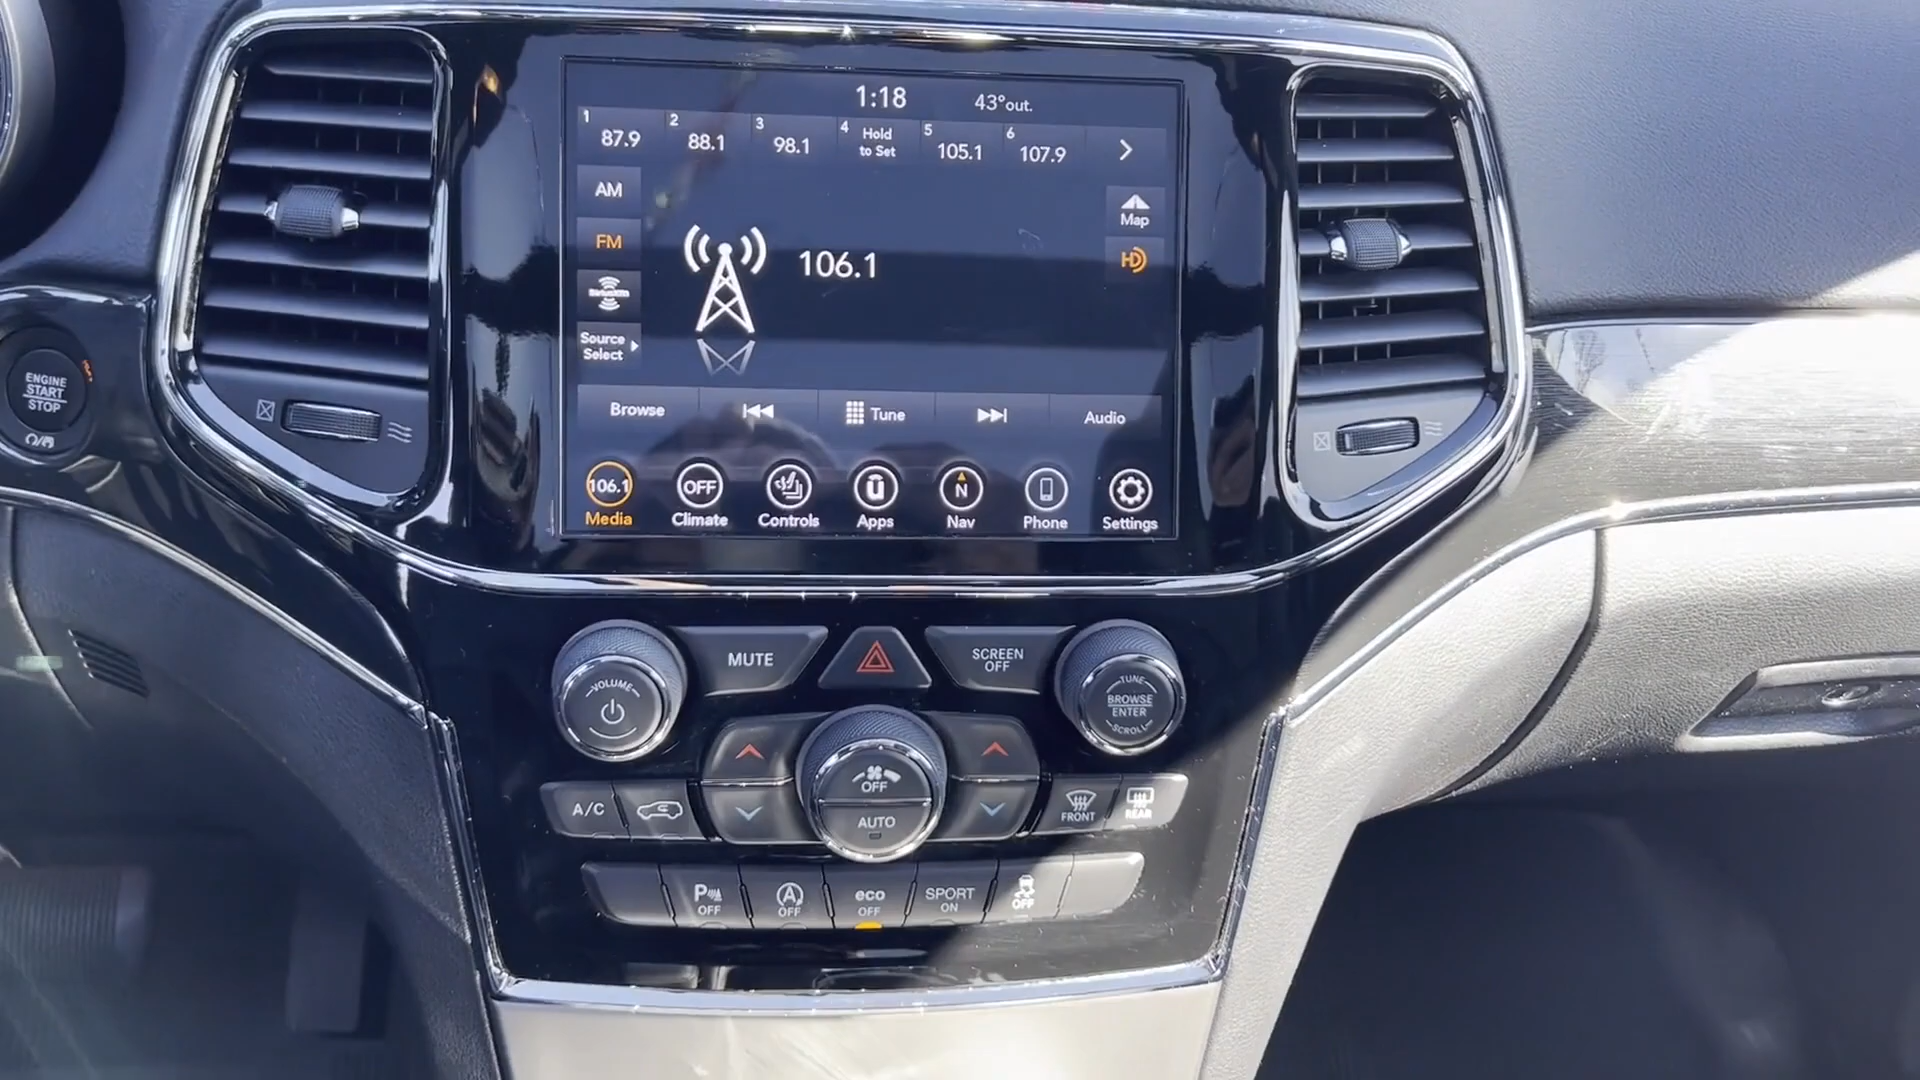 1:18 43°out.
1 87.9 2 88.1 3 98.1 4 Hold to Set 5 105.1 6 107.9
AM
Map
FM
106.1
HD
SiriusXM
Source
Select
Browse Tune Audio
106.1 OFF N
Media Climate Controls Apps Nav Phone Settings
ENGINE
START
STOP
VOLUME
MUTE
SCREEN
OFF
TUNE
BROWSE
ENTER
SCROLL
OFF
AUTO
A/C
FRONT
REAR
P OFF
A OFF
eco
OFF
SPORT
ON
OFF